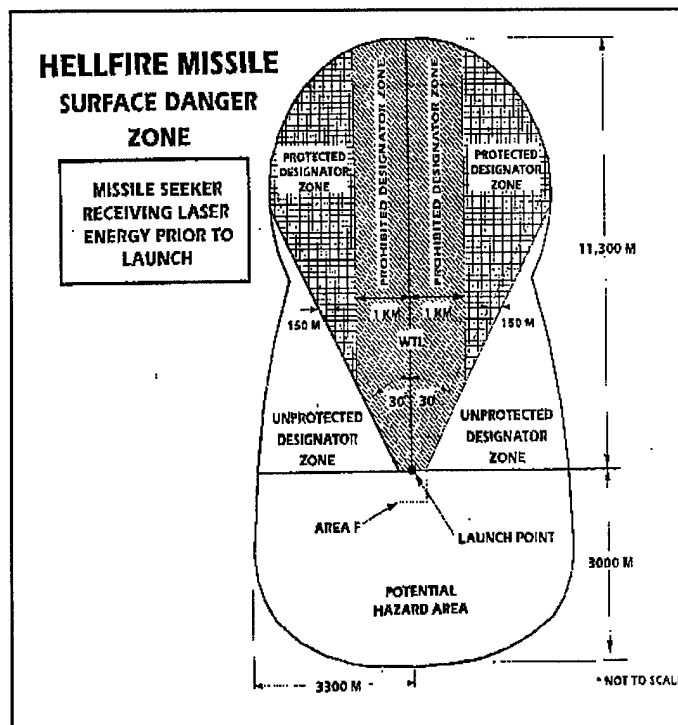 HELLFIRE MISSILE
SURFACE DANGER
ZONE
MISSILE SEEKER
RECEIVING LASER
ENERGY PRIOR TO
LAUNCH
PROTECTED
DESIGNATOR
ZONE
PROHIBITED DESIGNATOR ZONE
PROHIBITED DESIGNATOR ZONE
PROTECTED
DESIGNATOR
ZONE
11,300 M
150 M
1 KM
1 KM
150 M
WTL
30°
30°
UNPROTECTED
DESIGNATOR
ZONE
UNPROTECTED
DESIGNATOR
ZONE
AREA F
LAUNCH POINT
3000 M
POTENTIAL
HAZARD AREA
3300 M
* NOT TO SCALE